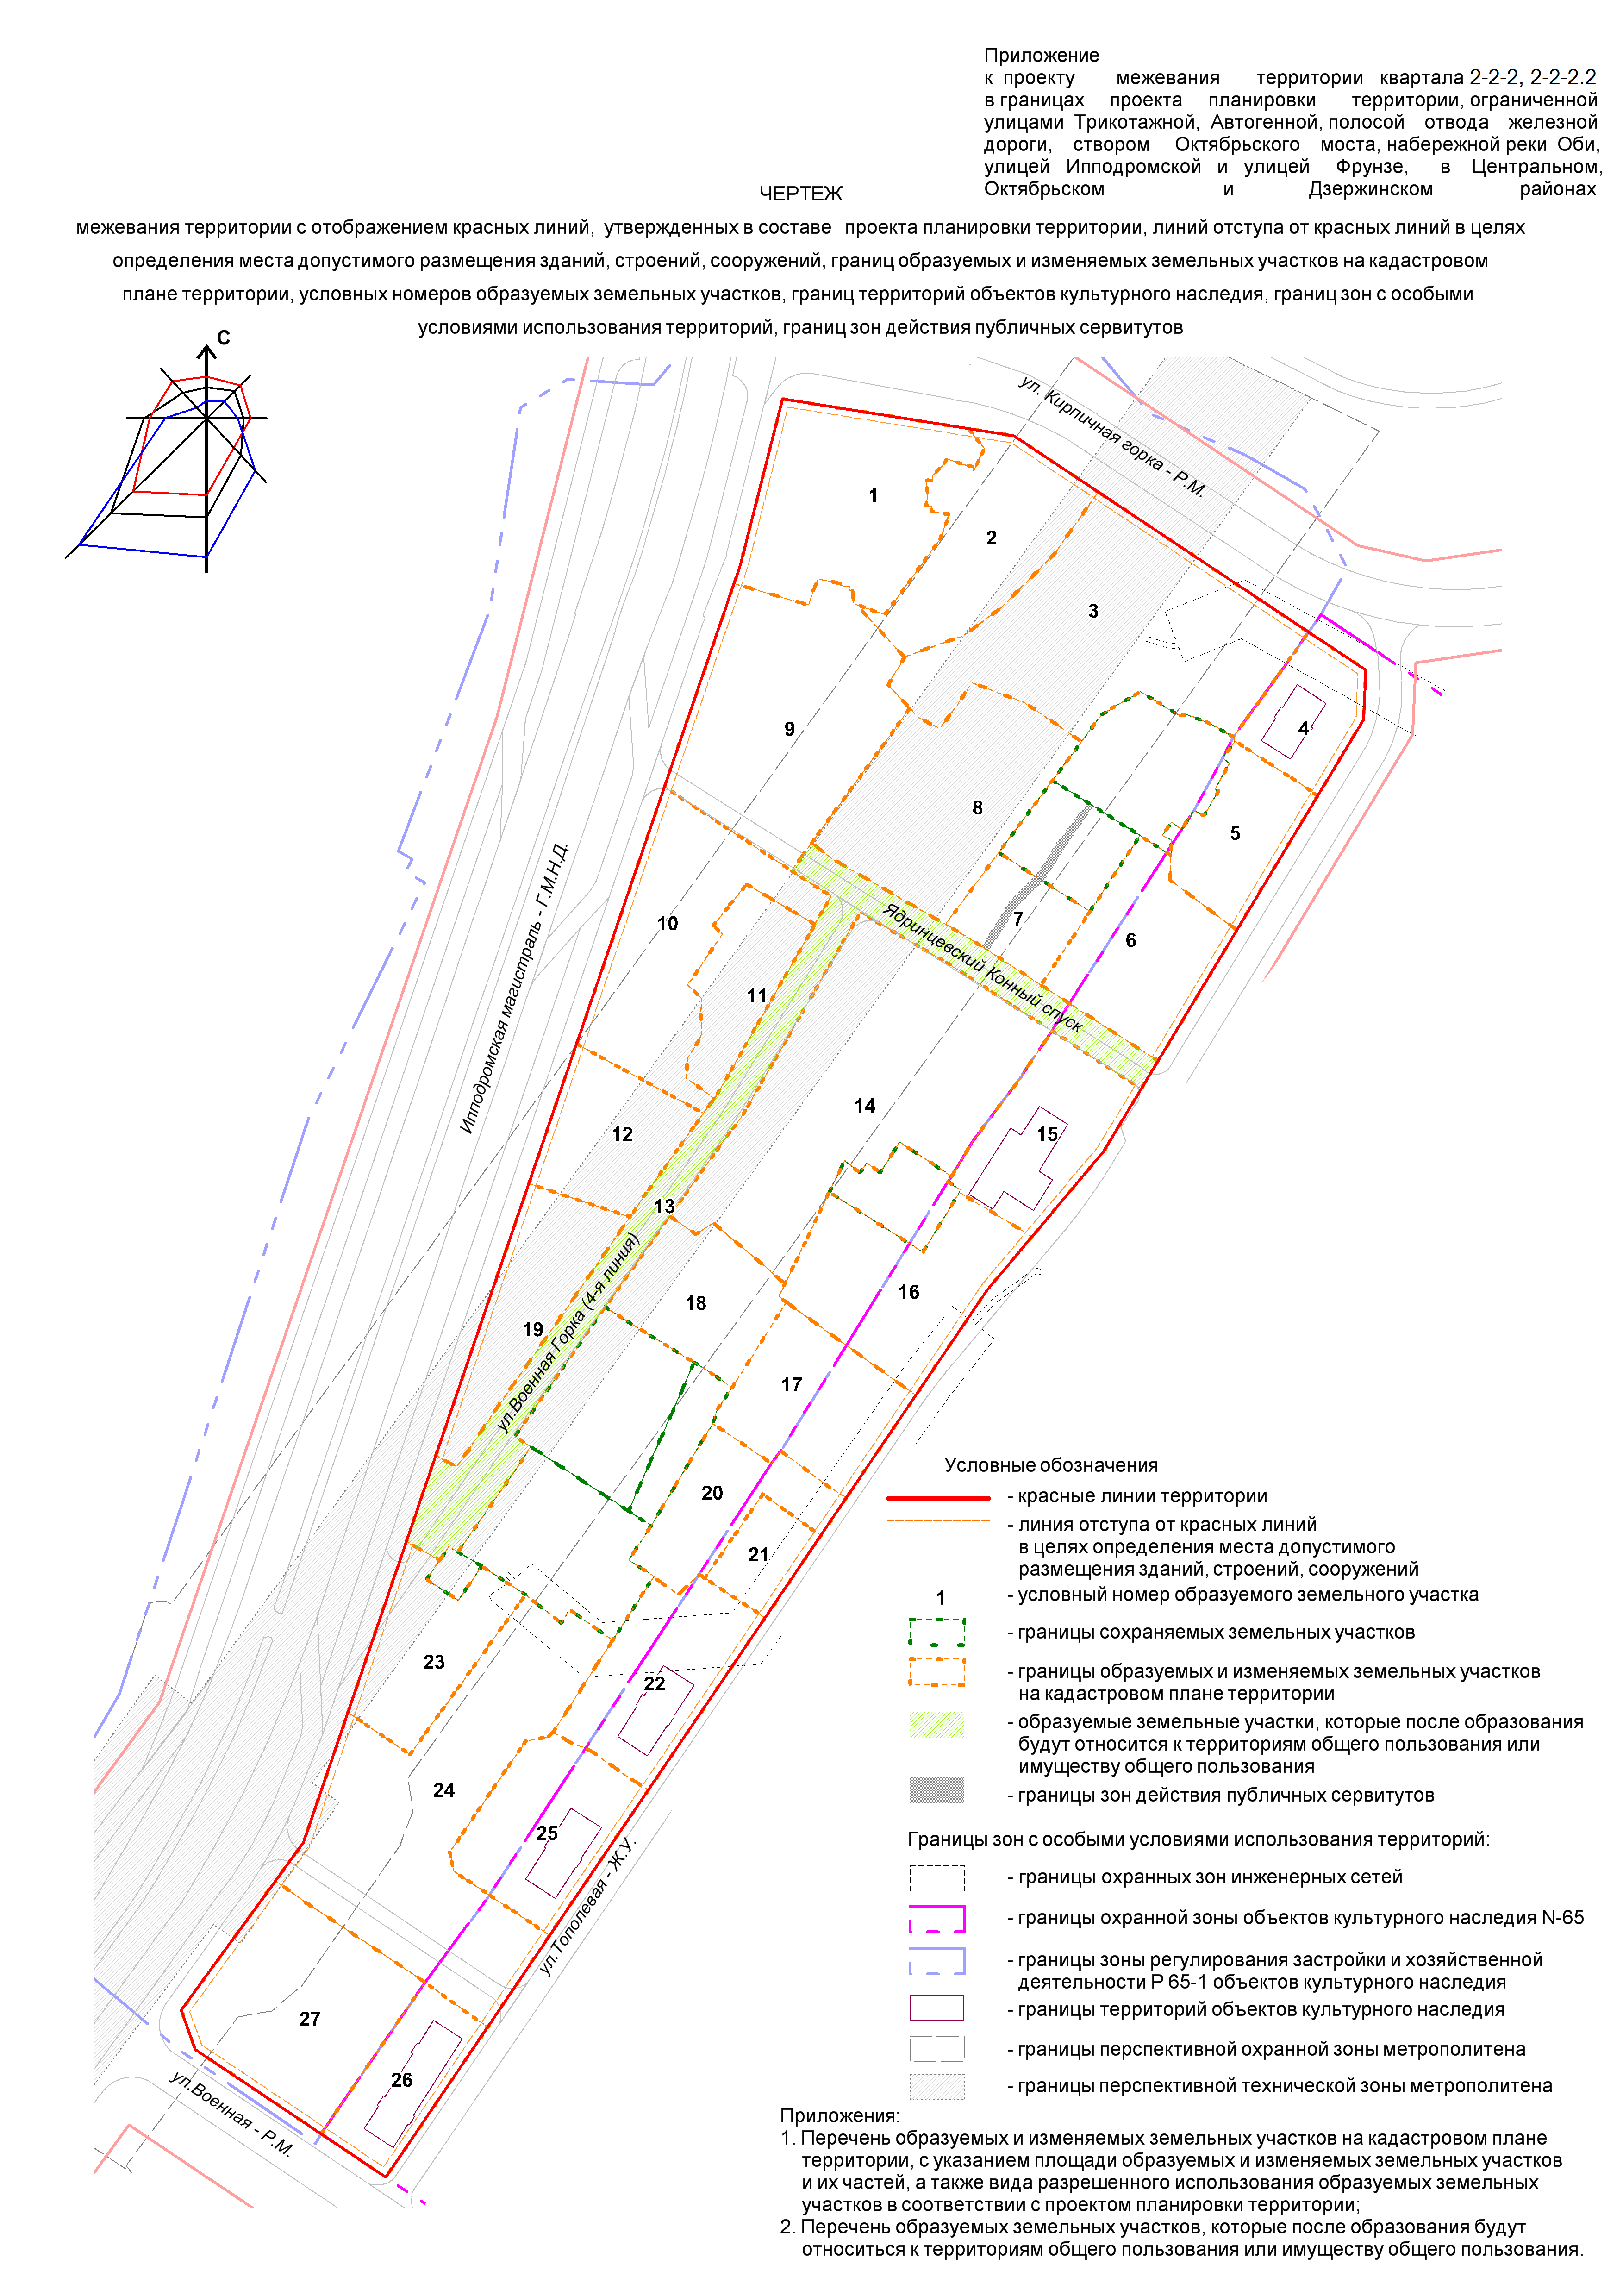 Приложение
к проекту межевания территории квартала 2-2-2, 2-2-2.2
в границах проекта планировки территории, ограниченной
улицами Трикотажной, Автогенной, полосой отвода железной
дороги, створом Октябрьского моста, набережной реки Оби,
улицей Ипподромской и улицей Фрунзе, в Центральном,
Октябрьском и Дзержинском районах
ЧЕРТЕЖ
межевания территории с отображением красных линий, утвержденных в составе проекта планировки территории, линий отступа от красных линий в целях
определения места допустимого размещения зданий, строений, сооружений, границ образуемых и изменяемых земельных участков на кадастровом
плане территории, условных номеров образуемых земельных участков, границ территорий объектов культурного наследия, границ зон с особыми
условиями использования территорий, границ зон действия публичных сервитутов
С
ул. Кирпичная горка - Р.М.
1
2
3
4
9
8
5
7
6
10
Ядринцевский Конный спуск
11
Ипподромская магистраль - Г.М.Н.Д.
14
12
15
13
16
18
19
ул.Военная Горка (4-я линия)
17
20
21
23
22
24
25
ул.Тополевая - Ж.У.
27
26
ул.Военная - Р.М.
Условные обозначения
- красные линии территории
- линия отступа от красных линий
в целях определения места допустимого
размещения зданий, строений, сооружений
1 - условный номер образуемого земельного участка
- границы сохраняемых земельных участков
- границы образуемых и изменяемых земельных участков
на кадастровом плане территории
- образуемые земельные участки, которые после образования
будут относится к территориям общего пользования или
имуществу общего пользования
- границы зон действия публичных сервитутов
Границы зон с особыми условиями использования территорий:
- границы охранных зон инженерных сетей
- границы охранной зоны объектов культурного наследия N-65
- границы зоны регулирования застройки и хозяйственной
деятельности Р 65-1 объектов культурного наследия
- границы территорий объектов культурного наследия
- границы перспективной охранной зоны метрополитена
- границы перспективной технической зоны метрополитена
Приложения:
1. Перечень образуемых и изменяемых земельных участков на кадастровом плане
территории, с указанием площади образуемых и изменяемых земельных участков
и их частей, а также вида разрешенного использования образуемых земельных
участков в соответствии с проектом планировки территории;
2. Перечень образуемых земельных участков, которые после образования будут
относиться к территориям общего пользования или имуществу общего пользования.